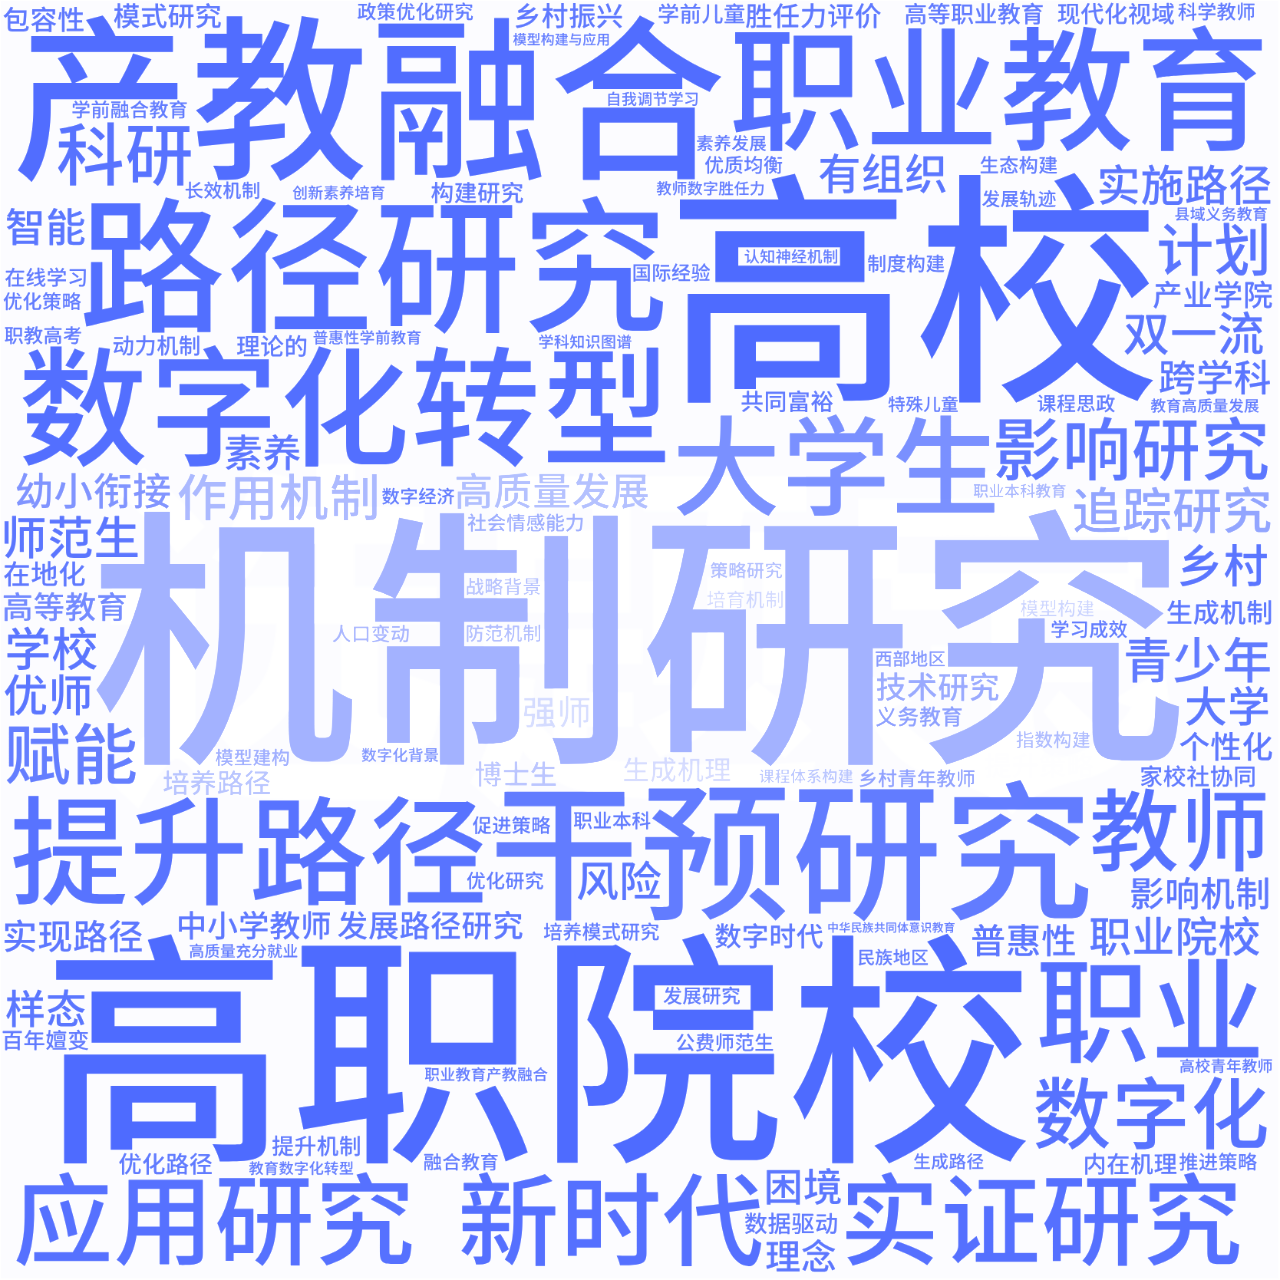 包容性
模式研究
政策优化研究
乡村振兴
学前儿童
胜任力评价
高等职业教育
现代化视域
科学教师
产教融合
模型构建与应用
职业教育
学前融合教育
自我调节学习
科研
素养发展
优质均衡
有组织
生态构建
实施路径
长效机制
创新素养培育
构建研究
教师数字胜任力
发展轨迹
县域义务教育
智能
路径研究
高校
计划
国际经验
认知神经机制
制度构建
在线学习
优化策略
产业学院
职教高考
动力机制
理论的
普惠性学前教育
学科知识图谱
双一流
数字化转型
跨学科
共同富裕
特殊儿童
课程思政
教育高质量发展
素养
大学生
影响研究
幼小衔接
作用机制
数字经济
高质量发展
职业本科教育
追踪研究
师范生
社会情感能力
机制研究
乡村
在地化
战略背景
策略研究
培育机制
高等教育
模型构建
生成机制
人口变动
防范机制
学习成效
学校
青少年
西部地区
优师
技术研究
强师
义务教育
大学
赋能
模型建构
数字化背景
指数构建
个性化
培养路径
博士生
生成机理
课程体系构建
乡村青年教师
家校社协同
提升路径
干预研究
教师
促进策略
职业本科
优化研究
风险
影响机制
实现路径
中小学教师
发展路径研究
培养模式研究
数字时代
中华民族共同体意识教育
普惠性
职业院校
高质量充分就业
民族地区
高职院校
样态
发展研究
职业
百年嬗变
公费师范生
职业教育产教融合
高校青年教师
数字化
提升机制
优化路径
教育数字化转型
融合教育
生成路径
内在机理
推进策略
应用研究
新时代
困境
数据驱动
理念
实证研究